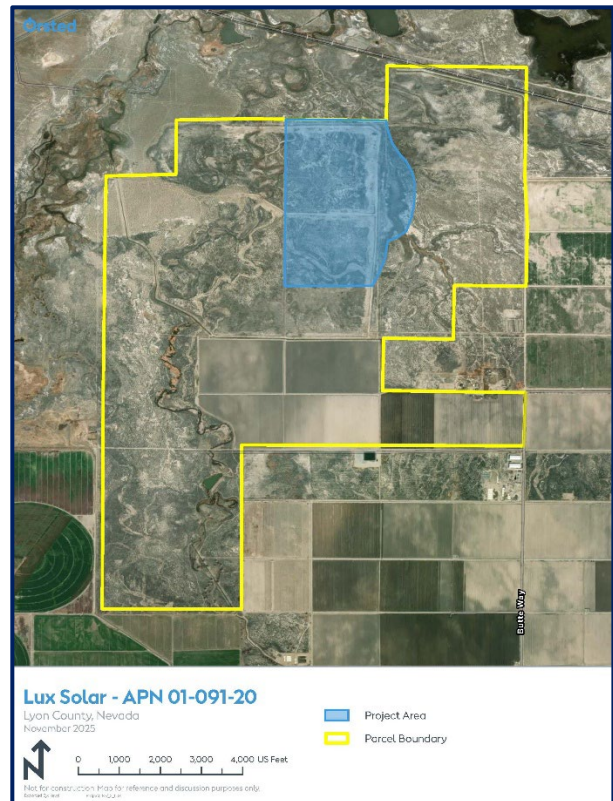 Orsted
Butte Way
Lux Solar - APN 01-091-20
Lyon County, Nevada
November 2025
Project Area
Parcel Boundary
N
0 1,000 2,000 3,000 4,000 US Feet
Not for construction. Map for reference and discussion purposes only.